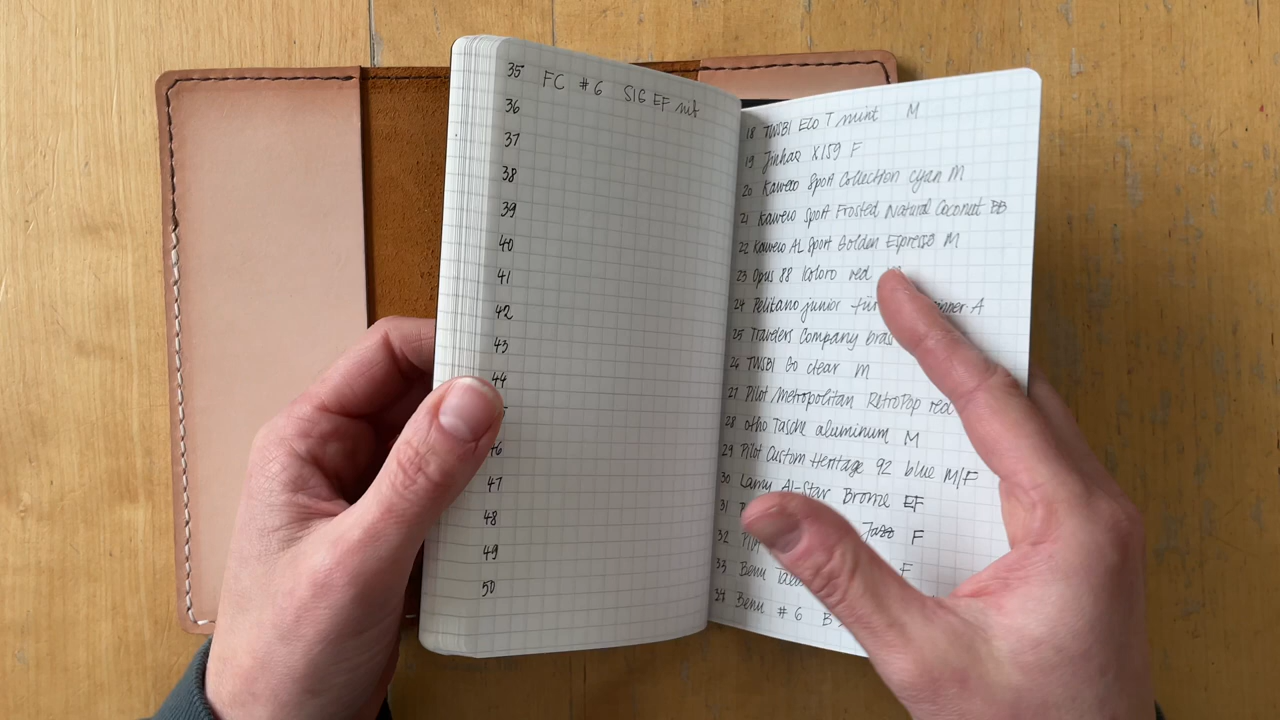 35 FC #6 SIG EF nib
36
37
38
39
40
41
42
43
44
46
47
48
49
50
18 TWSBI Eco T mint M
19 Jinhao X159 F
20 Kaweco Sport Collection cyan M
21 Kaweco Sport Frosted Natural Coconut BB
22 Kaweco AL Sport Golden Espresso M
23 Opus 88 Koloro red
24 Pelikano junior für A
25 Travelers Company
26 TWSBI Go clear M
27 Pilot Metropolitan RetroPop red
28 otho Tasche aluminum M
29 Pilot Custom Heritage 92 blue M/F
30 Lamy Al-Star Bronze EF
31 Jazz F
32 Pilot
33 Benu F
34 Benu #6 B